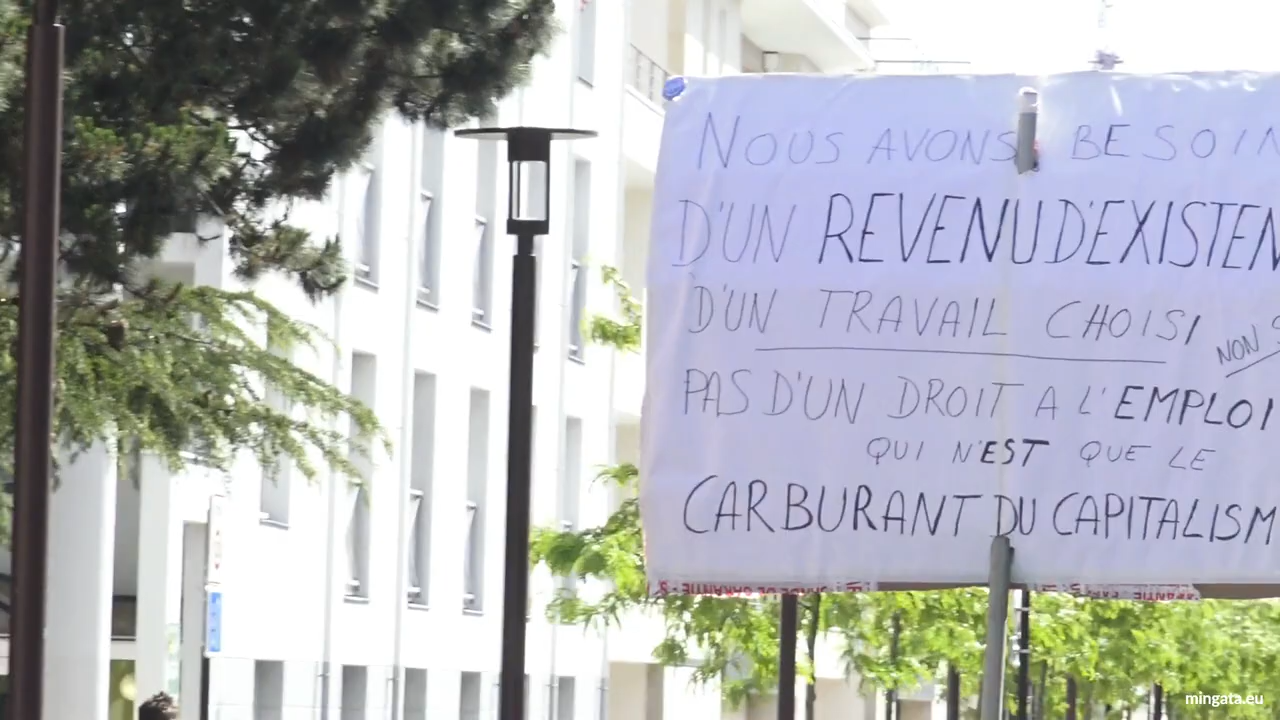 NOUS AVONS BESOIN
D'UN REVENU D'EXISTEN
D'UN TRAVAIL CHOISI
NON
PAS D'UN DROIT A L'EMPLOI
QUI N'EST QUE LE
CARBURANT DU CAPITALISM
mingata.eu